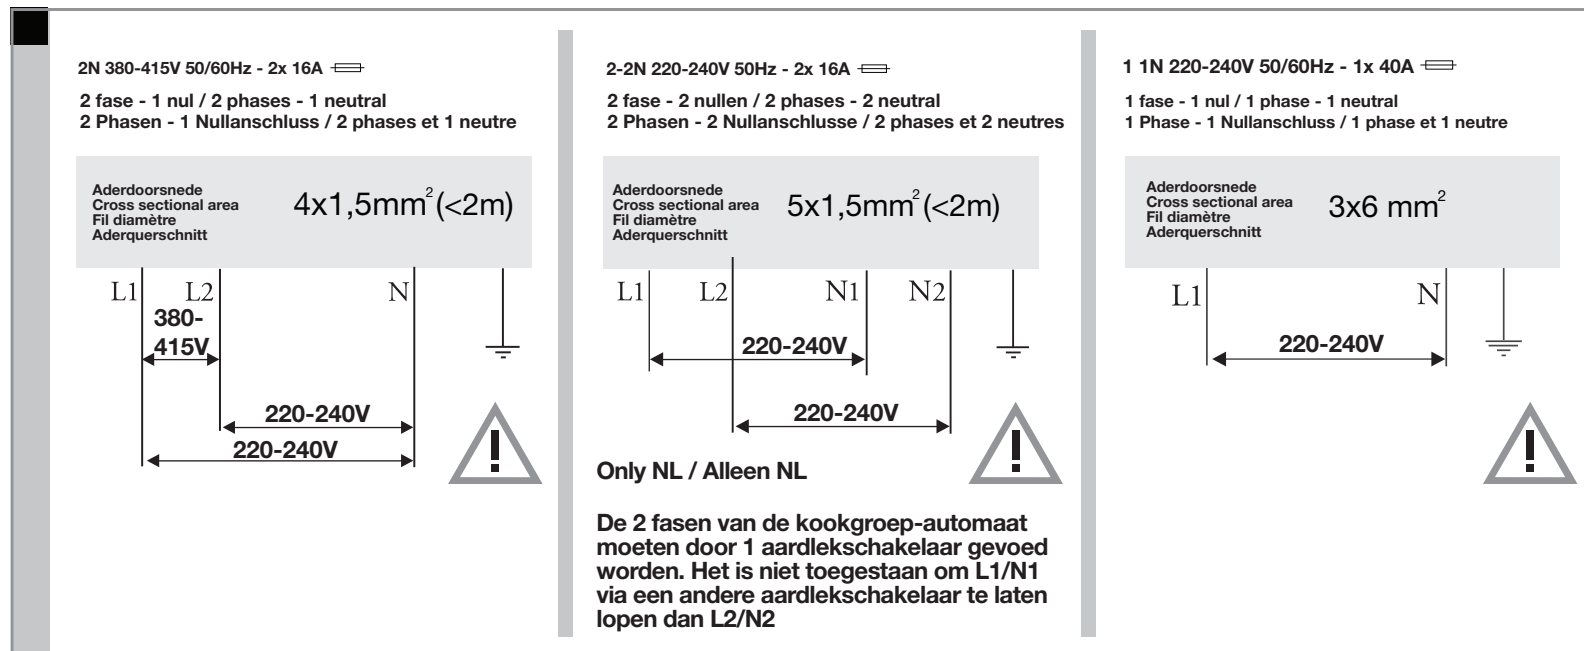 2N 380-415V 50/60Hz - 2x 16A
2 fase - 1 nul / 2 phases - 1 neutral
2 Phasen - 1 Nullanschluss / 2 phases et 1 neutre
Aderdoorsnede
Cross sectional area
Fil diamètre
Aderquerschnitt
4x1,5mm²(<2m)
L1
L2
N
380-
415V
220-240V
220-240V
2-2N 220-240V 50Hz - 2x 16A
2 fase - 2 nullen / 2 phases - 2 neutral
2 Phasen - 2 Nullanschlusse / 2 phases et 2 neutres
Aderdoorsnede
Cross sectional area
Fil diamètre
Aderquerschnitt
5x1,5mm²(<2m)
L1
L2
N1
N2
220-240V
220-240V
Only NL / Alleen NL
De 2 fasen van de kookgroep-automaat
moeten door 1 aardlekschakelaar gevoed
worden. Het is niet toegestaan om L1/N1
via een andere aardlekschakelaar te laten
lopen dan L2/N2
1 1N 220-240V 50/60Hz - 1x 40A
1 fase - 1 nul / 1 phase - 1 neutral
1 Phase - 1 Nullanschluss / 1 phase et 1 neutre
Aderdoorsnede
Cross sectional area
Fil diamètre
Aderquerschnitt
3x6 mm²
L1
N
220-240V